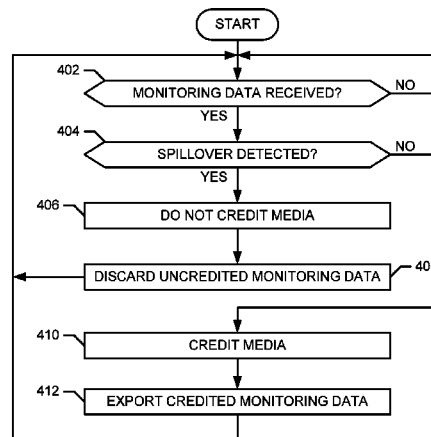 START
402
MONITORING DATA RECEIVED?
NO
YES
404
SPILLOVER DETECTED?
NO
YES
406
DO NOT CREDIT MEDIA
DISCARD UNCREDITED MONITORING DATA
410
CREDIT MEDIA
412
EXPORT CREDITED MONITORING DATA